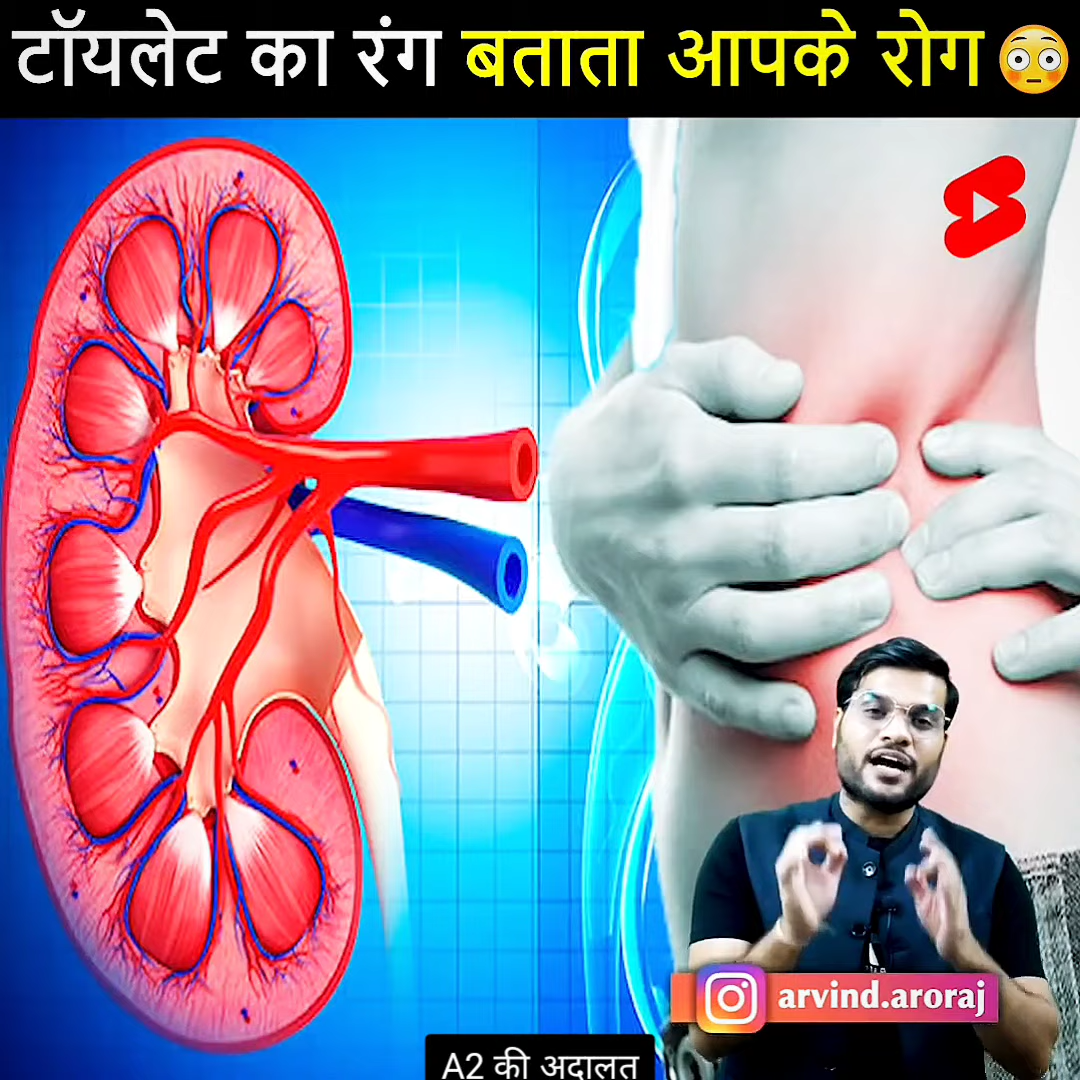 टॉयलेट का रंग बताता आपके रोग😳
arvind.aroraj
A2 की अदालत